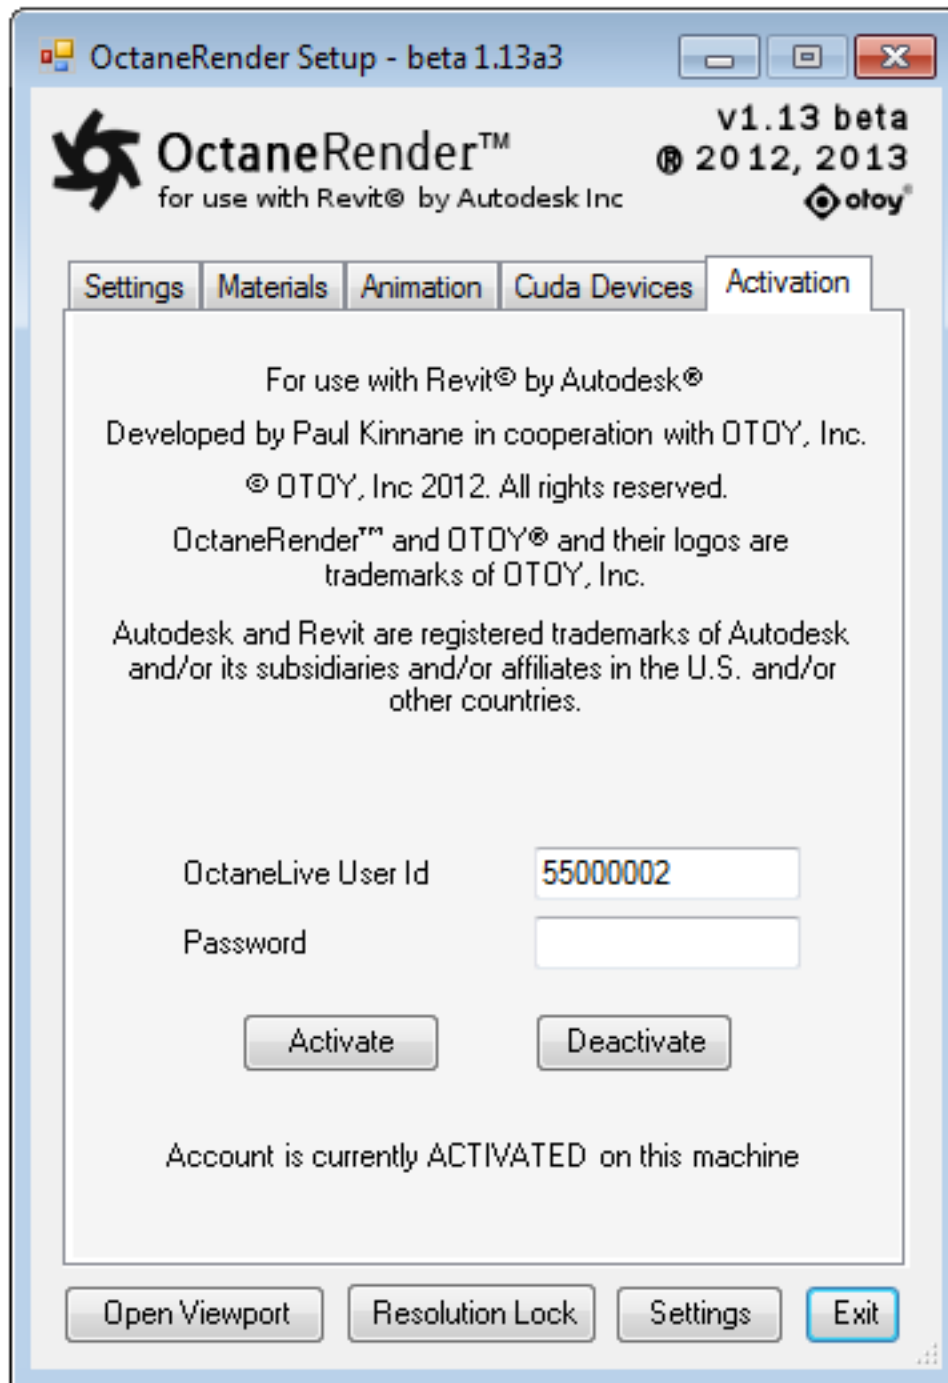 OctaneRender Setup - beta 1.13a3
OctaneRender™
for use with Revit® by Autodesk Inc
v1.13 beta
® 2012, 2013
otoy®
Settings Materials Animation Cuda Devices Activation
For use with Revit© by Autodesk®
Developed by Paul Kinnane in cooperation with OTOY, Inc.
© OTOY, Inc 2012. All rights reserved.
OctaneRender™ and OTOY® and their logos are
trademarks of OTOY, Inc.
Autodesk and Revit are registered trademarks of Autodesk
and/or its subsidiaries and/or affiliates in the U.S. and/or
other countries.
OctaneLive User Id 55000002
Password
Activate Deactivate
Account is currently ACTIVATED on this machine
Open Viewport Resolution Lock Settings Exit